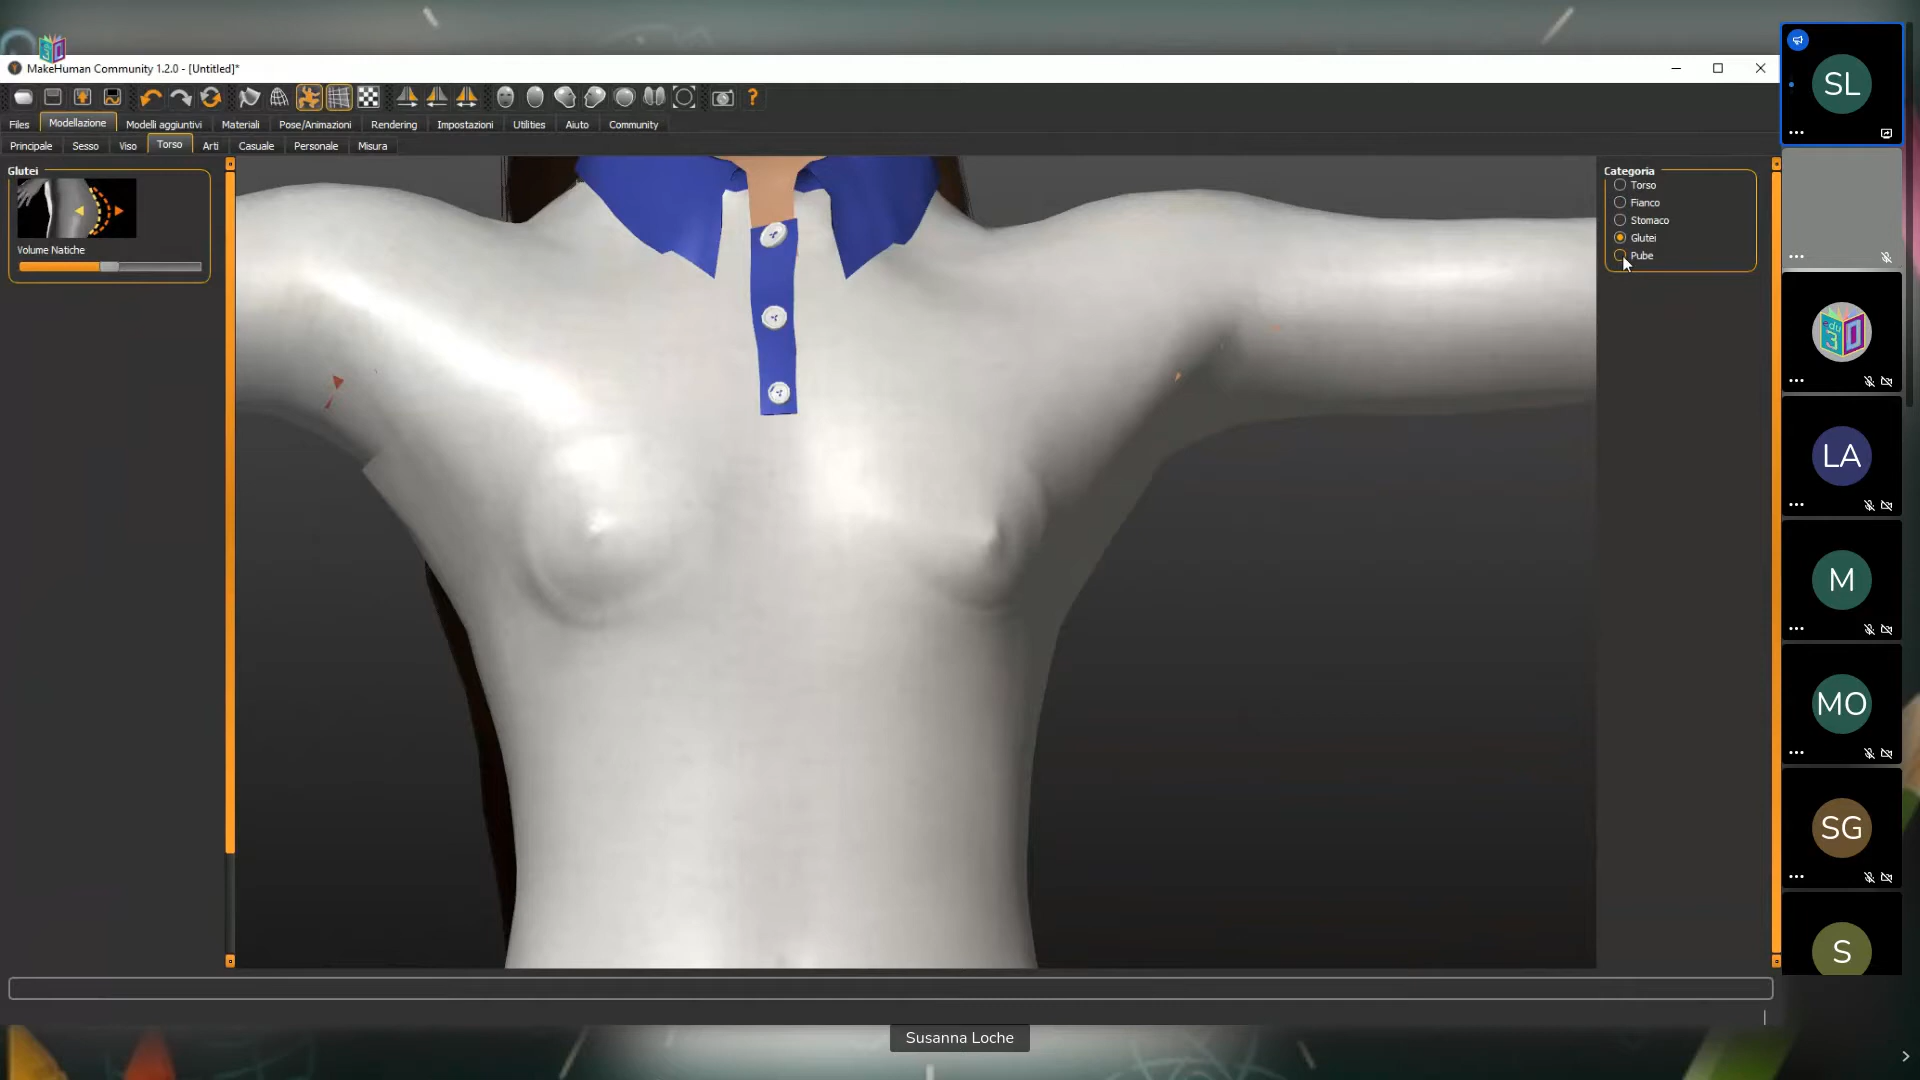 MakeHuman Community 1.2.0 - [Untitled]*
Files Modellazione Modelli aggiuntivi Materiali Pose/Animazioni Rendering Impostazioni Utilities Aiuto Community
Principale Sesso Viso Torso Arti Casuale Personale Misura
Glutei
Volume Natiche
Categoria
Torso
Fianco
Stomaco
Glutei
Pube
SL
edu
3D
LA
M
MO
SG
S
Susanna Loche